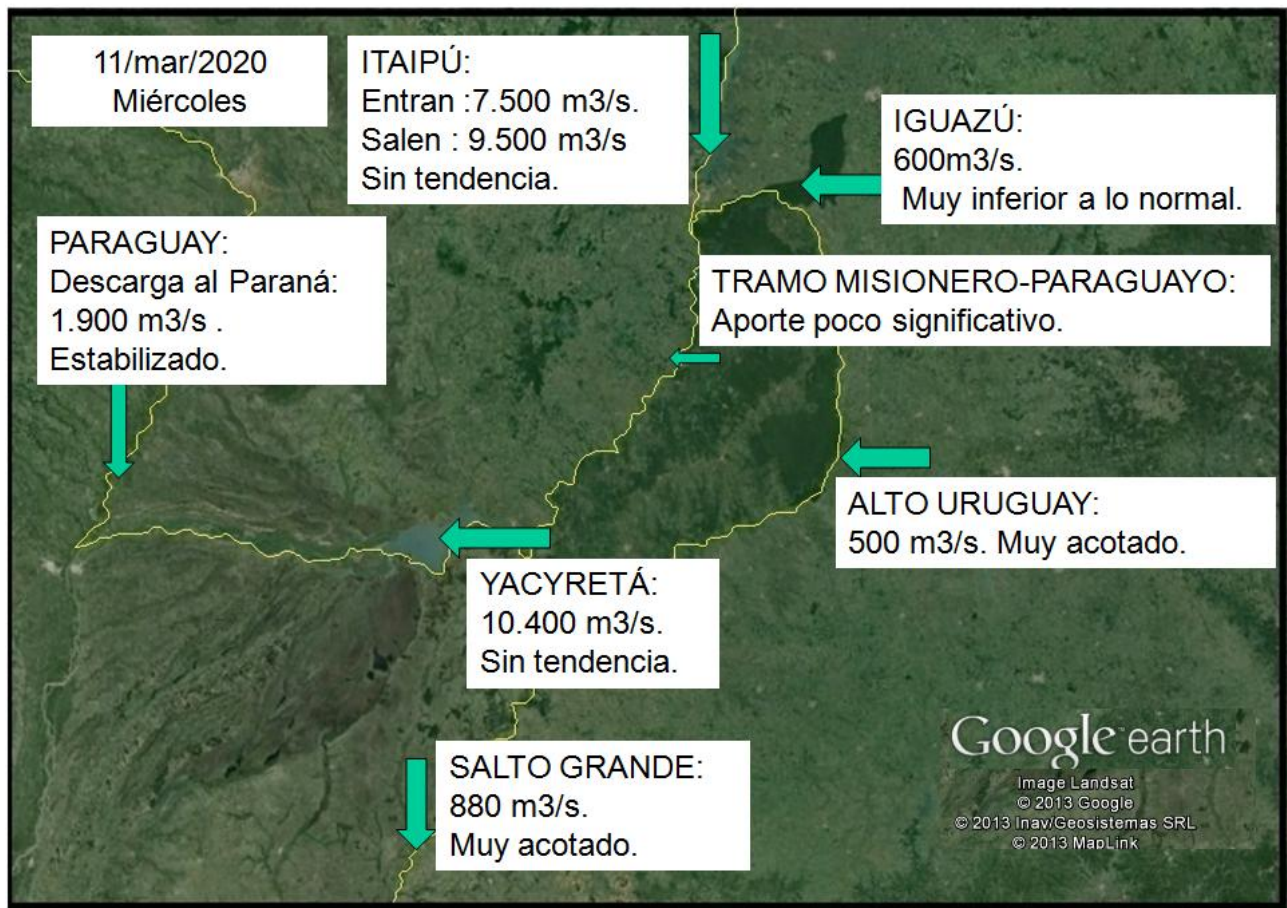 11/mar/2020
Miércoles
ITAIPÚ:
Entran :7.500 m3/s.
Salen : 9.500 m3/s
Sin tendencia.
IGUAZÚ:
600m3/s.
Muy inferior a lo normal.
PARAGUAY:
Descarga al Paraná:
1.900 m3/s .
Estabilizado.
TRAMO MISIONERO-PARAGUAYO:
Aporte poco significativo.
ALTO URUGUAY:
500 m3/s. Muy acotado.
YACYRETÁ:
10.400 m3/s.
Sin tendencia.
SALTO GRANDE:
880 m3/s.
Muy acotado.
Google earth
Image Landsat
© 2013 Google
© 2013 Inav/Geosistemas SRL
© 2013 MapLink